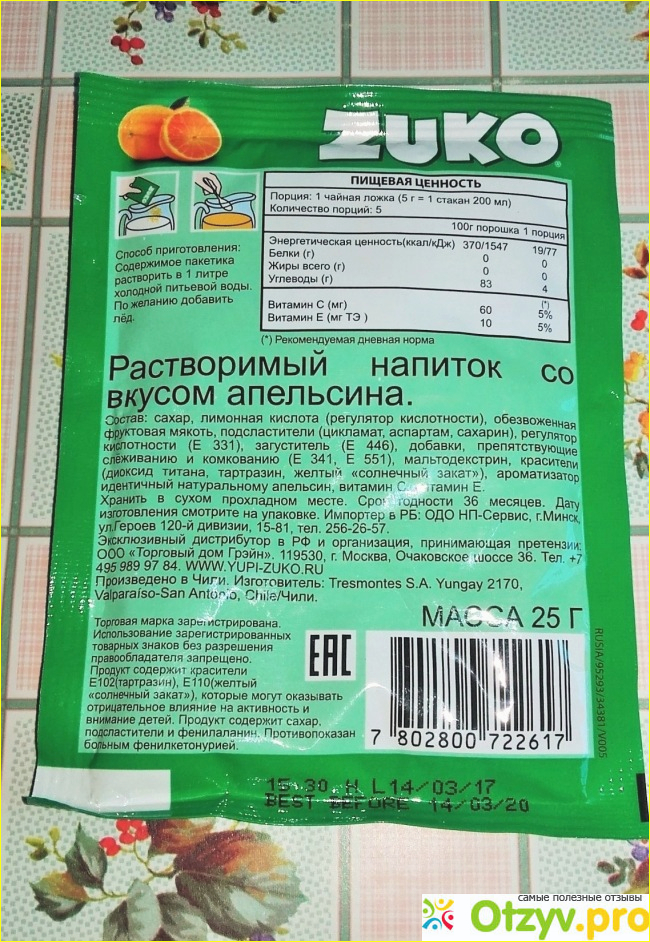 ZUKO
ПИЩЕВАЯ ЦЕННОСТЬ
Порция: 1 чайная ложка (5 г = 1 стакан 200 мл)
Количество порций: 5
100г порошка 1 порция
Энергетическая ценность(ккал/кДж) 370/1547 19/77
Белки (г) 0 0
Жиры всего (г) 0 0
Углеводы (г) 83 4
(*)
Витамин С (мг) 60 5%
Витамин Е (мг ТЭ ) 10 5%
(*) Рекомендуемая дневная норма
Способ приготовления:
Содержимое пакетика
растворить в 1 литре
холодной питьевой воды.
По желанию добавить
лёд.
Растворимый напиток со
вкусом апельсина.
Состав: сахар, лимонная кислота (регулятор кислотности), обезвоженная
фруктовая мякоть, подсластители (цикламат, аспартам, сахарин), регулятор
кислотности (Е 331), загуститель (Е 446), добавки, препятствующие
слёживанию и комкованию (Е 341, Е 551), мальтодекстрин, красители
(диоксид титана, тартразин, желтый «солнечный закат»), ароматизатор
идентичный натуральному апельсин, витамин С, витамин Е.
Хранить в сухом прохладном месте. Срок годности 36 месяцев. Дату
изготовления смотрите на упаковке. Импортер в РБ: ОДО НП-Сервис, г.Минск,
ул.Героев 120-й дивизии, 15-81, тел. 256-26-57.
Эксклюзивный дистрибутор в РФ и организация, принимающая претензии:
ООО «Торговый дом Грэйн». 119530, г. Москва, Очаковское шоссе 36. Тел. +7
495 989 97 84. WWW.YUPI-ZUKO.RU
Произведено в Чили. Изготовитель: Tresmontes S.A. Yungay 2170,
Valparaíso-San Antonio, Chile/Чили.
МАССА 25 Г
Торговая марка зарегистрирована.
Использование зарегистрированных
товарных знаков без разрешения
правообладателя запрещено.
Продукт содержит красители
Е102(тартразин), Е110(желтый
«солнечный закат»), которые могут оказывать
отрицательное влияние на активность и
внимание детей. Продукт содержит сахар,
подсластители и фенилаланин. Противопоказан
больным фенилкетонурией.
ЕАС
7 802800 722617
RUSIA/95293/34381/V005
15:30 H L14/03/17
BEST BEFORE 14/03/20
самые полезные отзывы
Otzyv.pro